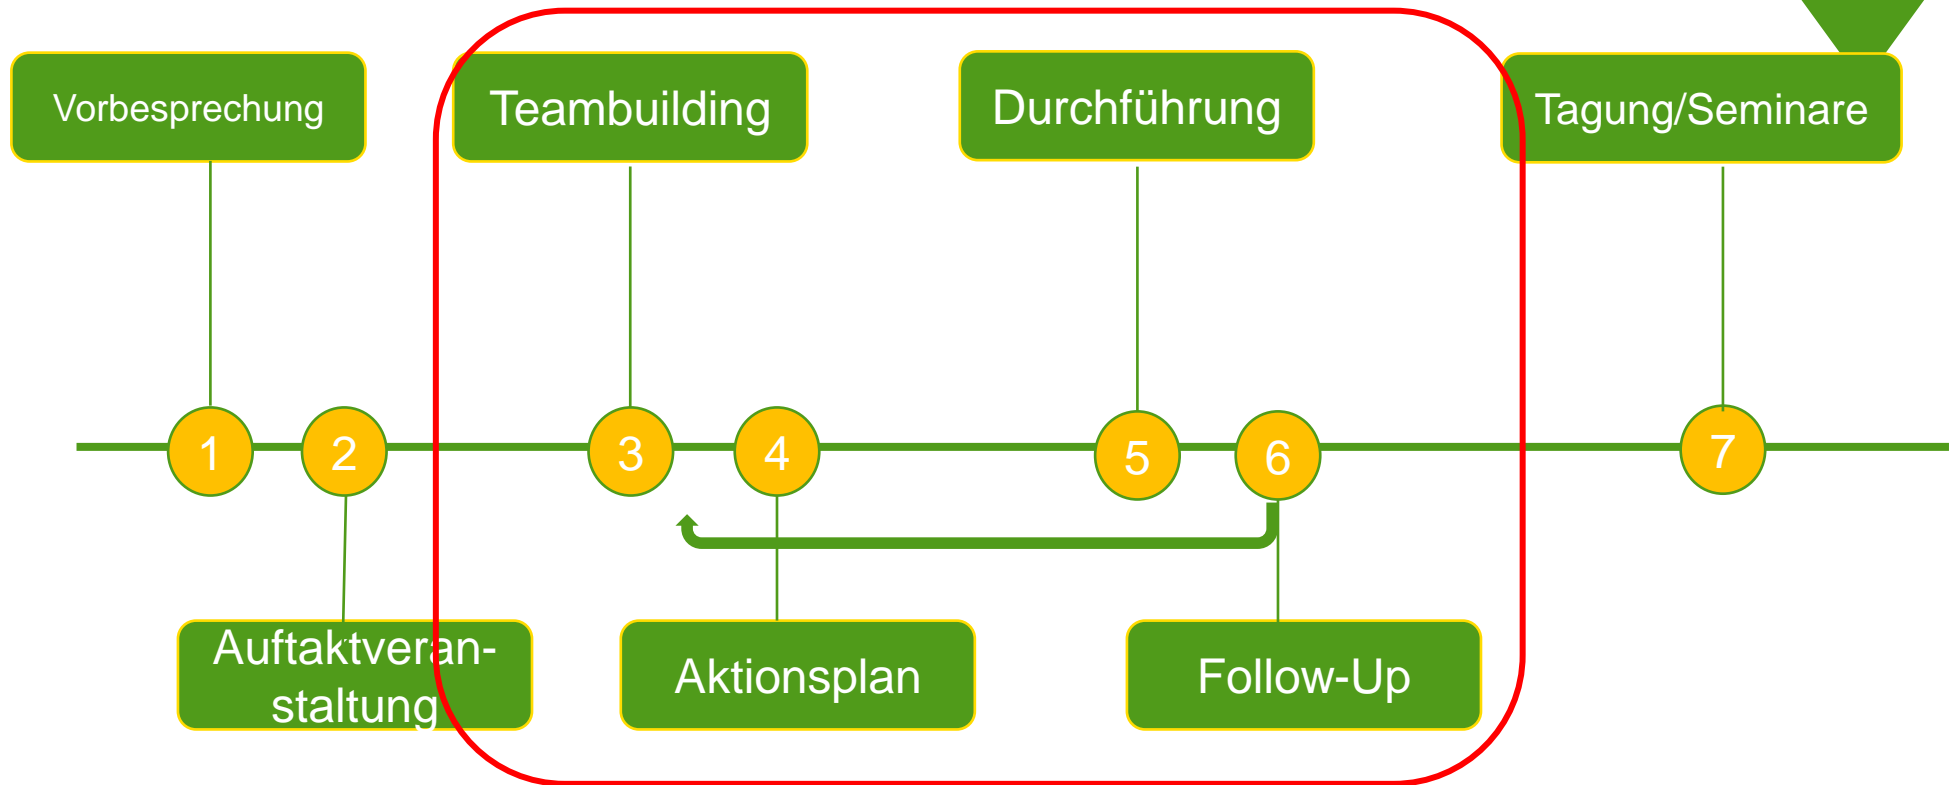 Vorbesprechung
Teambuilding
Durchführung
Tagung/Seminare
1
2
3
4
5
6
7
Auftaktveran-
staltung
Aktionsplan
Follow-Up